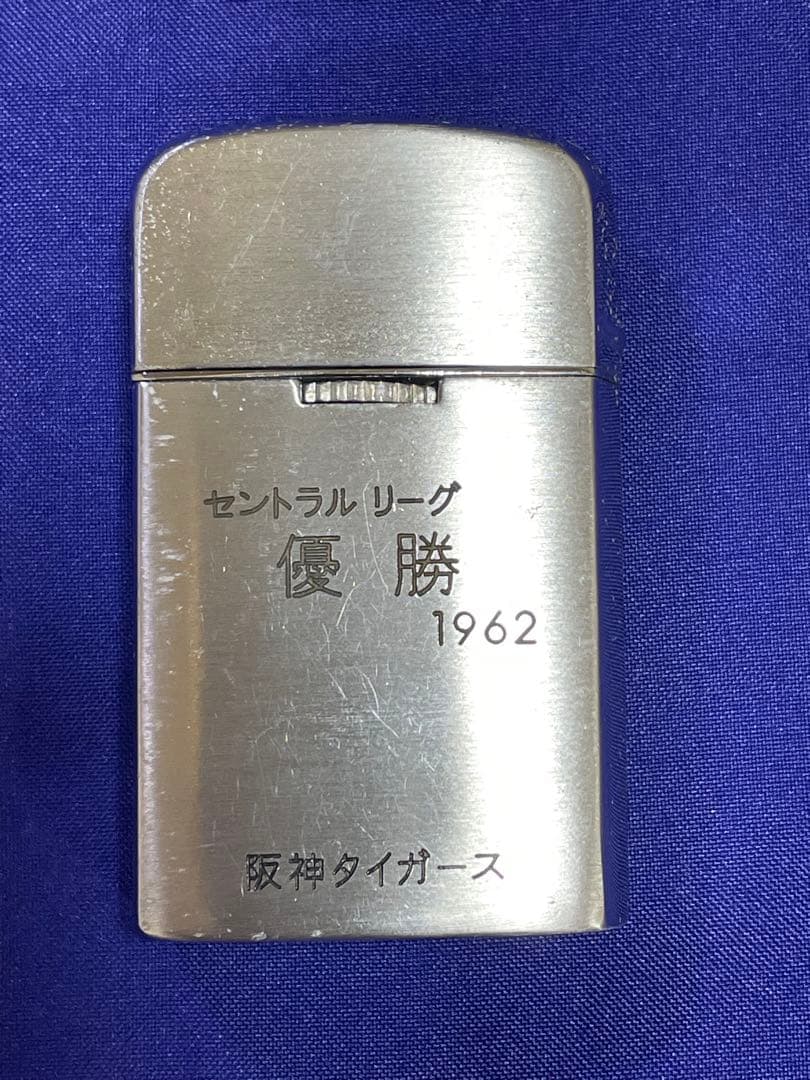 セントラル リーグ
優 勝
1962
阪神タイガース